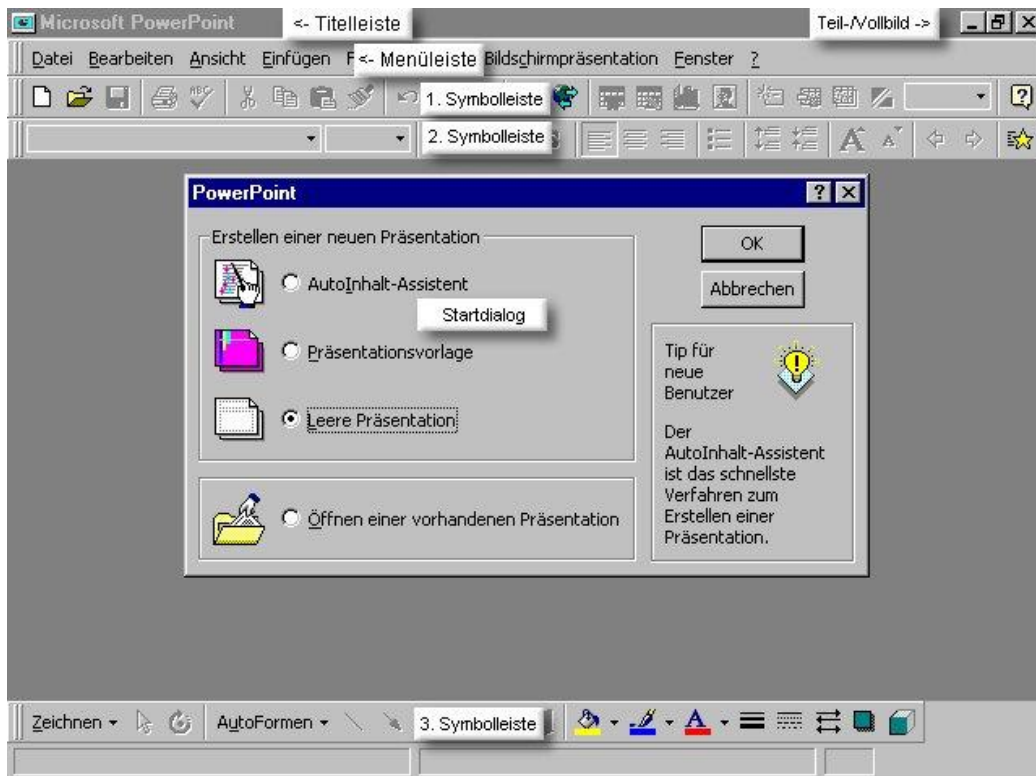 Microsoft PowerPoint <- Titelleiste Teil-/Vollbild ->
Datei Bearbeiten Ansicht Einfügen F <- Menüleiste Bildschirmpräsentation Fenster ?
1. Symbolleiste
2. Symbolleiste
PowerPoint
Erstellen einer neuen Präsentation
AutoInhalt-Assistent
Startdialog
Präsentationsvorlage
Leere Präsentation
Öffnen einer vorhandenen Präsentation
OK
Abbrechen
Tip für
neue
Benutzer
Der
AutoInhalt-Assistent
ist das schnellste
Verfahren zum
Erstellen einer
Präsentation.
Zeichnen AutoFormen 3. Symbolleiste